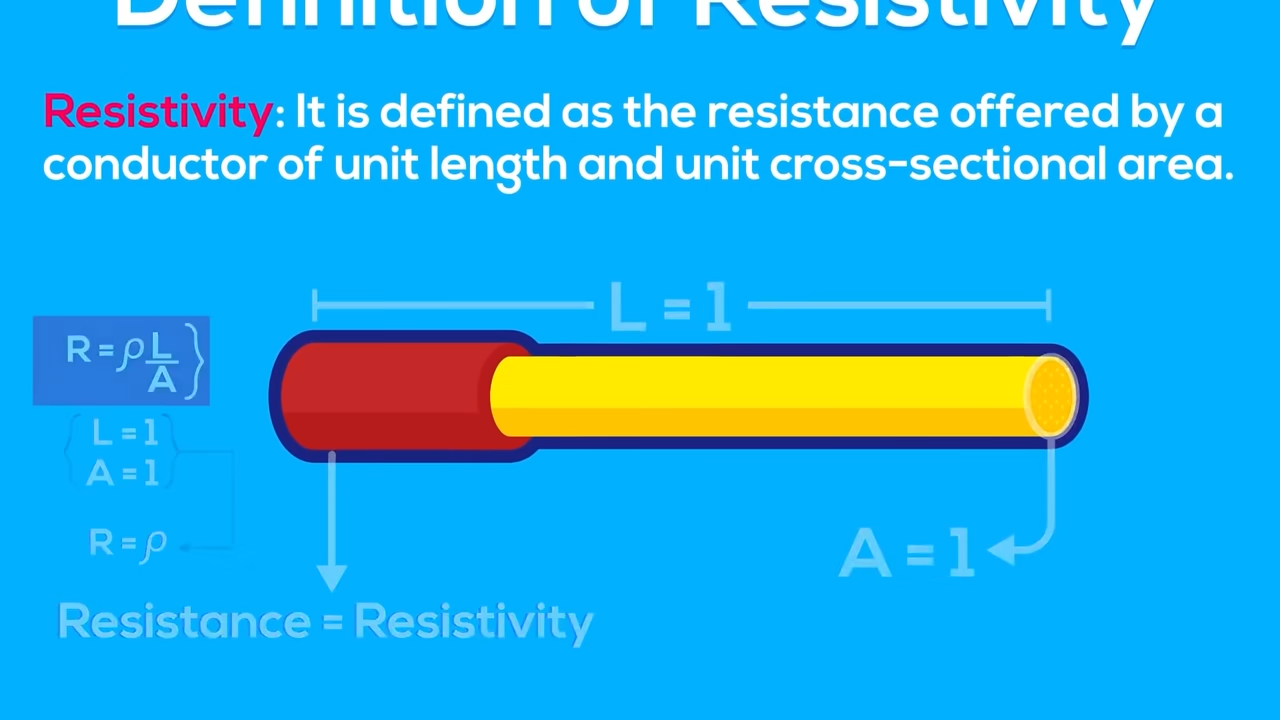 Definition of Resistivity
Resistivity: It is defined as the resistance offered by a
conductor of unit length and unit cross-sectional area.
L = 1
R = ρ L/A
L = 1
A = 1
R = ρ
A = 1
Resistance = Resistivity